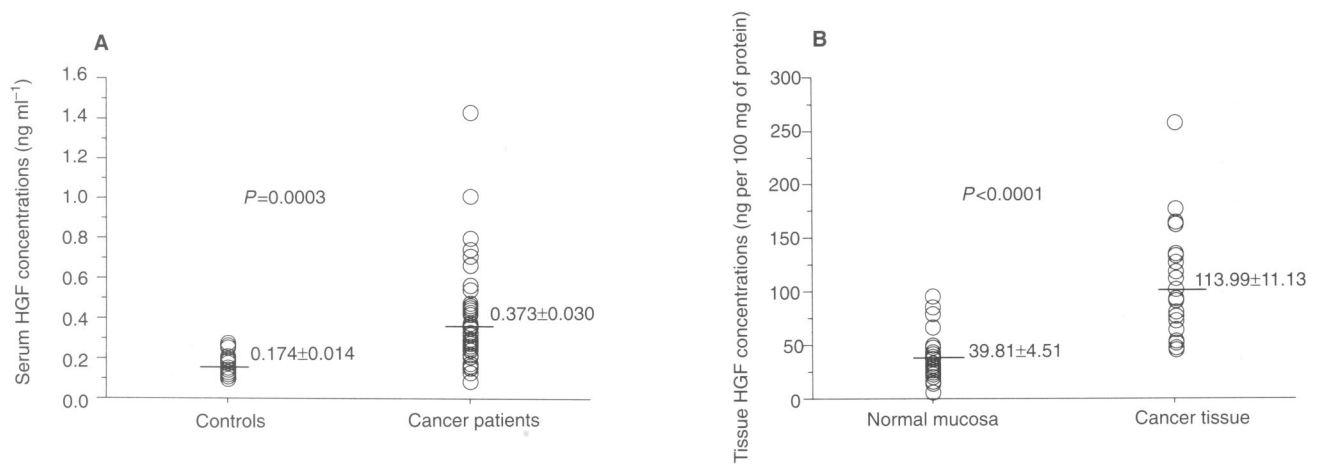 A
Serum HGF concentrations (ng ml⁻¹)
1.6
1.4
1.2
1.0
0.8
0.6
0.4
0.2
0.0
P=0.0003
0.174±0.014
0.373±0.030
Controls
Cancer patients
B
Tissue HGF concentrations (ng per 100 mg of protein)
300
250
200
150
100
50
0
P<0.0001
39.81±4.51
113.99±11.13
Normal mucosa
Cancer tissue